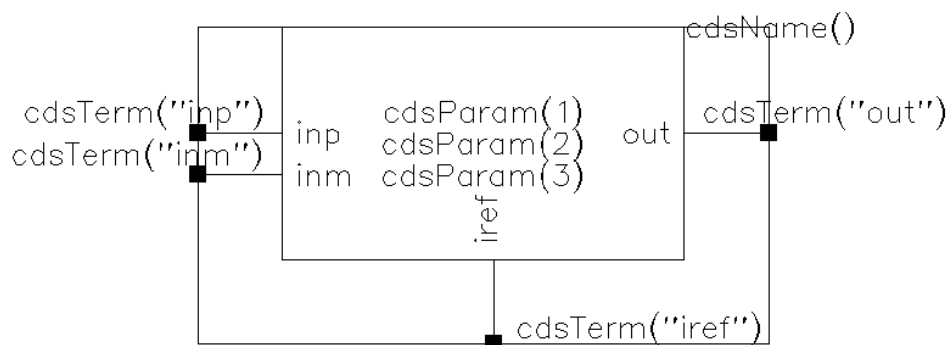 cdsName()
cdsTerm("inp")
cdsParam(1)
cdsTerm("out")
inp
out
cdsParam(2)
cdsTerm("inm")
inm
cdsParam(3)
iref
cdsTerm("iref")